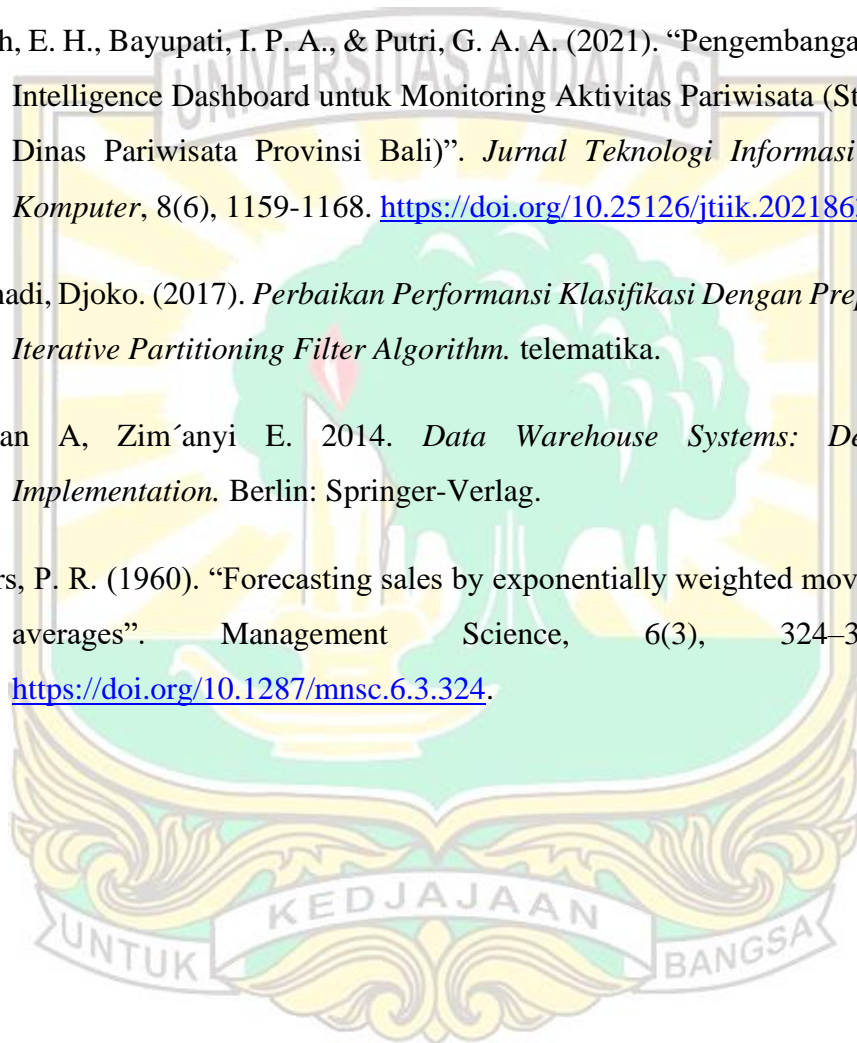 h, E. H., Bayupati, I. P. A., & Putri, G. A. A. (2021). “Pengembanga
Intelligence Dashboard untuk Monitoring Aktivitas Pariwisata (St
Dinas Pariwisata Provinsi Bali)”. Jurnal Teknologi Informasi
Komputer, 8(6), 1159-1168. https://doi.org/10.25126/jtiik.202186
adi, Djoko. (2017). Perbaikan Performansi Klasifikasi Dengan Prep
Iterative Partitioning Filter Algorithm. telematika.
an A, Zim´anyi E. 2014. Data Warehouse Systems: De
Implementation. Berlin: Springer-Verlag.
rs, P. R. (1960). “Forecasting sales by exponentially weighted mov
averages”. Management Science, 6(3), 324–3
https://doi.org/10.1287/mnsc.6.3.324.
UNIVERSITAS ANDALAS
UNTUK KEDJAJAAN BANGSA